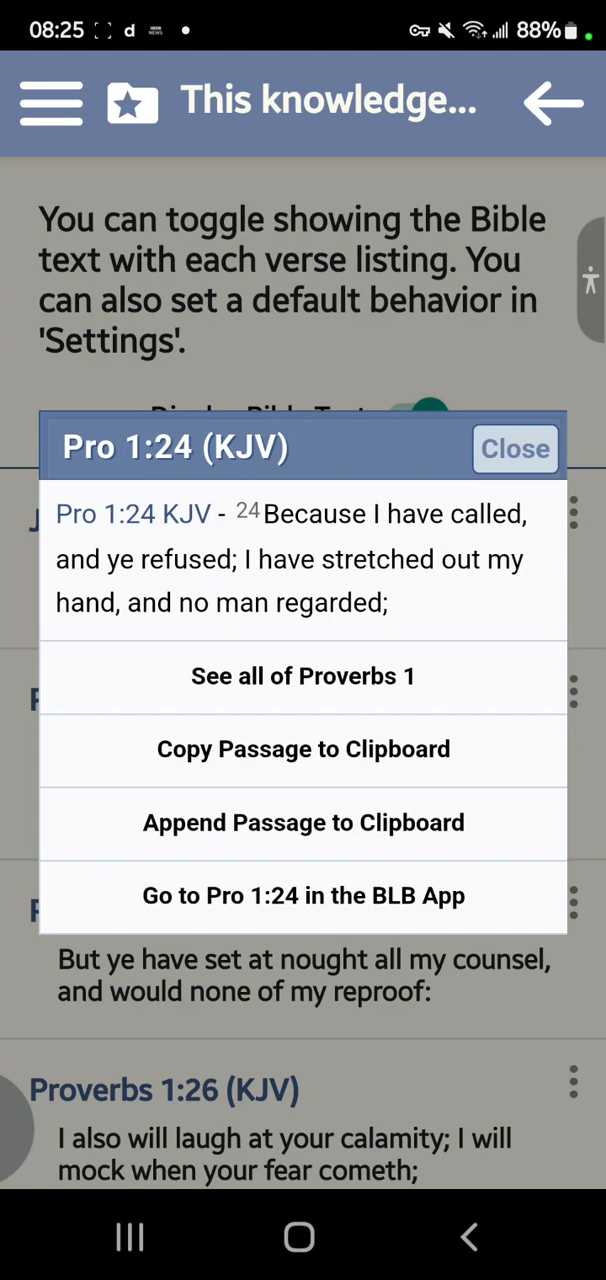 08:25 d 88%
This knowledge...
You can toggle showing the Bible
text with each verse listing. You
can also set a default behavior in
'Settings'.
Pro 1:24 (KJV) Close
Pro 1:24 KJV - 24 Because I have called,
and ye refused; I have stretched out my
hand, and no man regarded;
See all of Proverbs 1
Copy Passage to Clipboard
Append Passage to Clipboard
Go to Pro 1:24 in the BLB App
But ye have set at nought all my counsel,
and would none of my reproof:
Proverbs 1:26 (KJV)
I also will laugh at your calamity; I will
mock when your fear cometh;